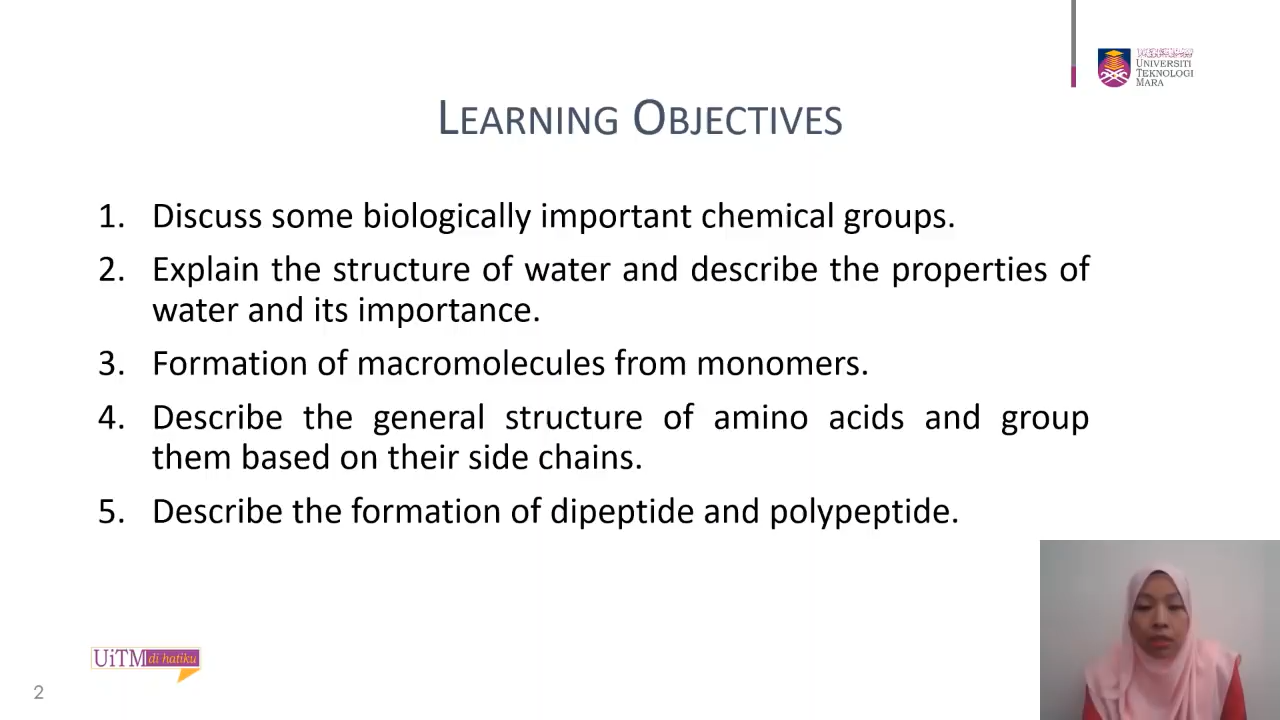 UNIVERSITI
TEKNOLOGI
MARA
LEARNING OBJECTIVES
1. Discuss some biologically important chemical groups.
2. Explain the structure of water and describe the properties of
water and its importance.
3. Formation of macromolecules from monomers.
4. Describe the general structure of amino acids and group
them based on their side chains.
5. Describe the formation of dipeptide and polypeptide.
UiTM di hatiku
2